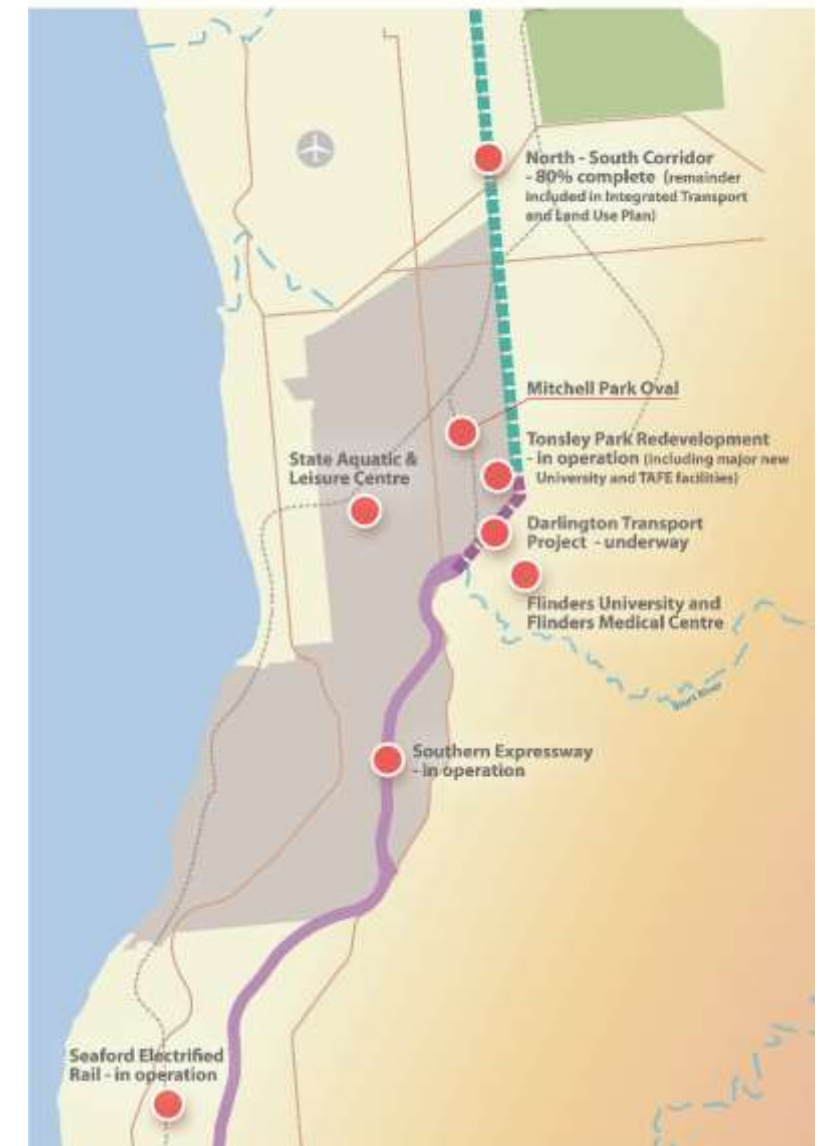 North - South Corridor
- 80% complete (remainder
included in Integrated Transport
and Land Use Plan)
Mitchell Park Oval
Tonsley Park Redevelopment
- in operation (including major new
University and TAFE facilities)
State Aquatic &
Leisure Centre
Darlington Transport
Project - underway
Flinders University and
Flinders Medical Centre
Sturt River
Southern Expressway
- in operation
Seaford Electrified
Rail - in operation